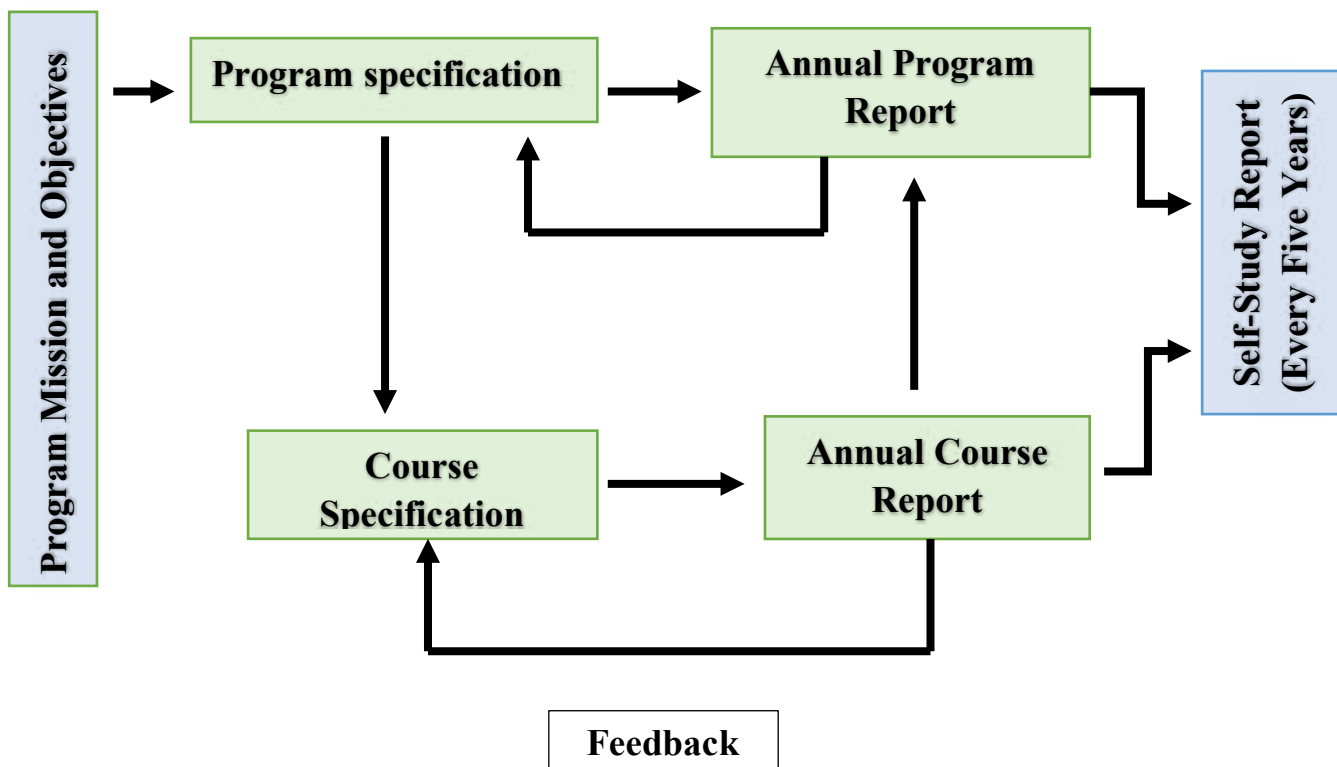 Program Mission and Objectives
Program specification
Annual Program
Report
Self-Study Report
(Every Five Years)
Course
Specification
Annual Course
Report
Feedback